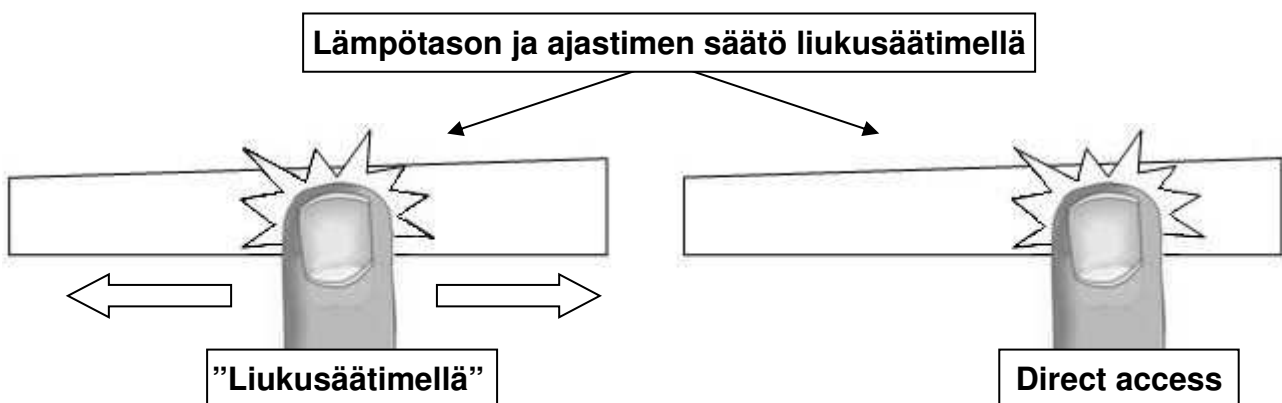 Lämpötason ja ajastimen säätö liukusäätimellä
”Liukusäätimellä”
Direct access